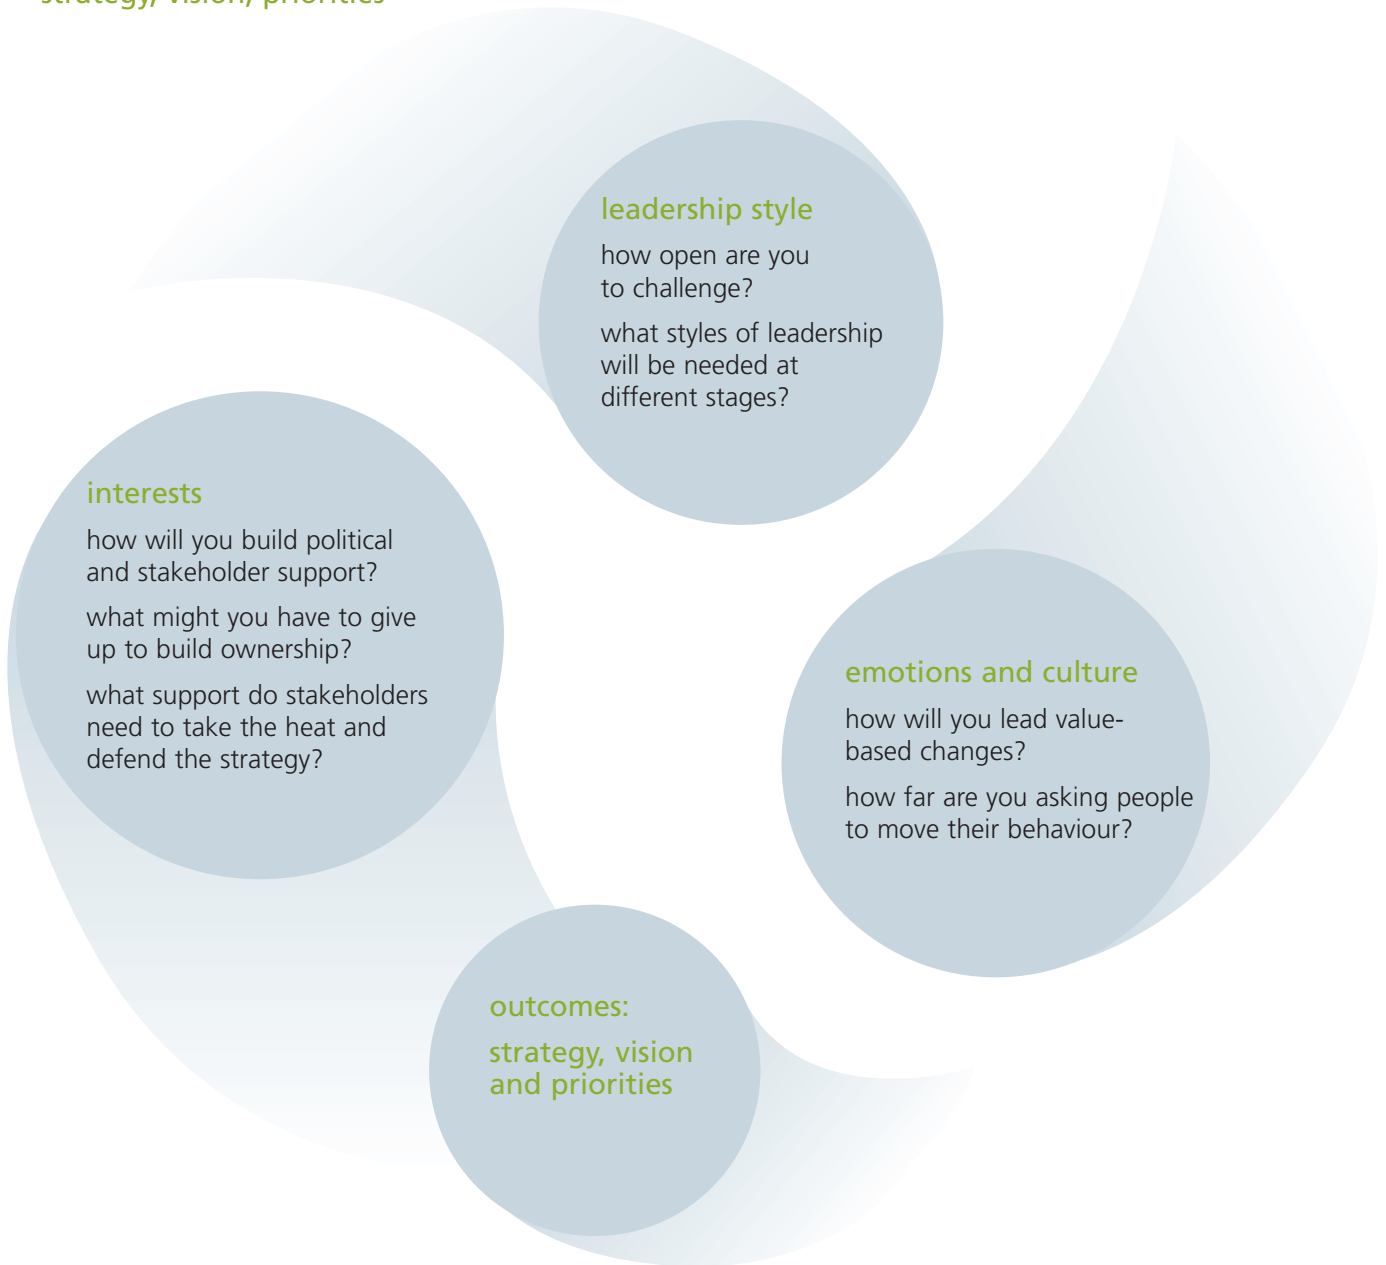 strategy, vision, priorities
leadership style
how open are you
to challenge?
what styles of leadership
will be needed at
different stages?
interests
how will you build political
and stakeholder support?
what might you have to give
up to build ownership?
what support do stakeholders
need to take the heat and
defend the strategy?
emotions and culture
how will you lead value-
based changes?
how far are you asking people
to move their behaviour?
outcomes:
strategy, vision
and priorities